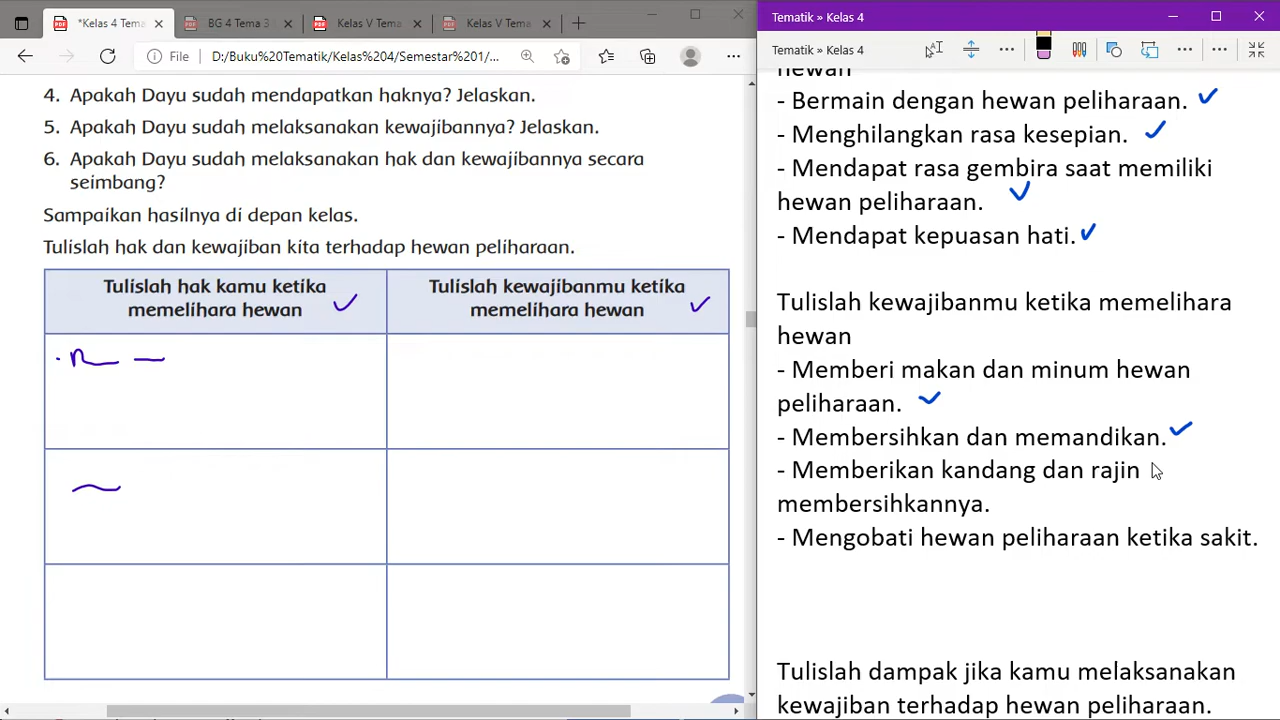 *Kelas 4 Tema
BG 4 Tema 3
Kelas V Tema
Kelas V Tema
File
D:/Buku%20Tematik/Kelas%204/Semestar%201/...
4. Apakah Dayu sudah mendapatkan haknya? Jelaskan.
5. Apakah Dayu sudah melaksanakan kewajibannya? Jelaskan.
6. Apakah Dayu sudah melaksanakan hak dan kewajibannya secara
seimbang?
Sampaikan hasilnya di depan kelas.
Tulislah hak dan kewajiban kita terhadap hewan peliharaan.
Tulislah hak kamu ketika
memelihara hewan
Tulislah kewajibanmu ketika
memelihara hewan
Tematik » Kelas 4
Tematik » Kelas 4
hewan
- Bermain dengan hewan peliharaan.
- Menghilangkan rasa kesepian.
- Mendapat rasa gembira saat memiliki
hewan peliharaan.
- Mendapat kepuasan hati.
Tulislah kewajibanmu ketika memelihara
hewan
- Memberi makan dan minum hewan
peliharaan.
- Membersihkan dan memandikan.
- Memberikan kandang dan rajin
membersihkannya.
- Mengobati hewan peliharaan ketika sakit.
Tulislah dampak jika kamu melaksanakan
kewajiban terhadap hewan peliharaan.